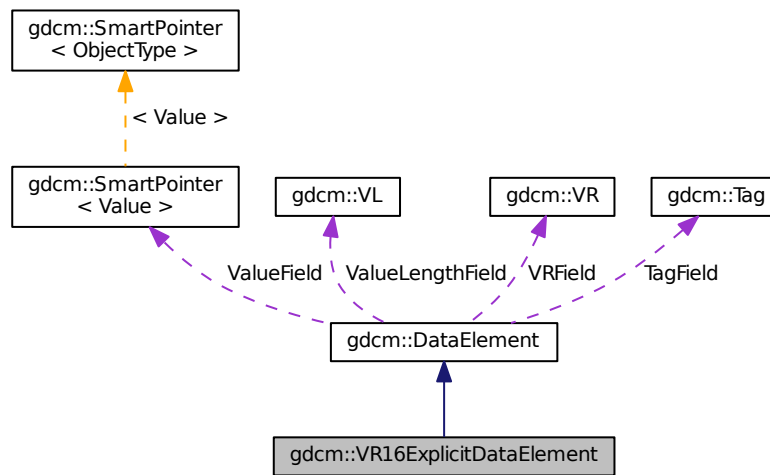 gdcm::SmartPointer
< ObjectType >
< Value >
gdcm::SmartPointer
< Value >
gdcm::VL
gdcm::VR
gdcm::Tag
ValueField
ValueLengthField
VRField
TagField
gdcm::DataElement
gdcm::VR16ExplicitDataElement